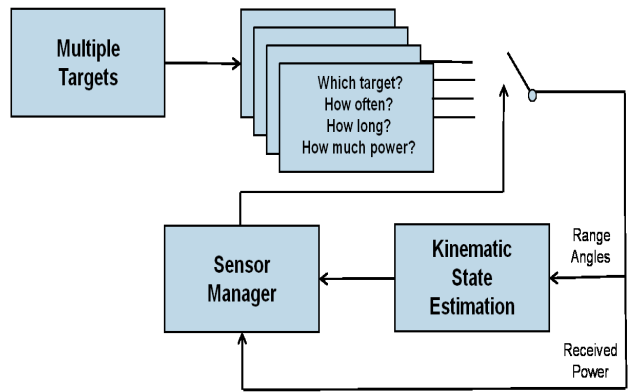 Multiple
Targets
Which target?
How often?
How long?
How much power?
Sensor
Manager
Kinematic
State
Estimation
Range
Angles
Received
Power